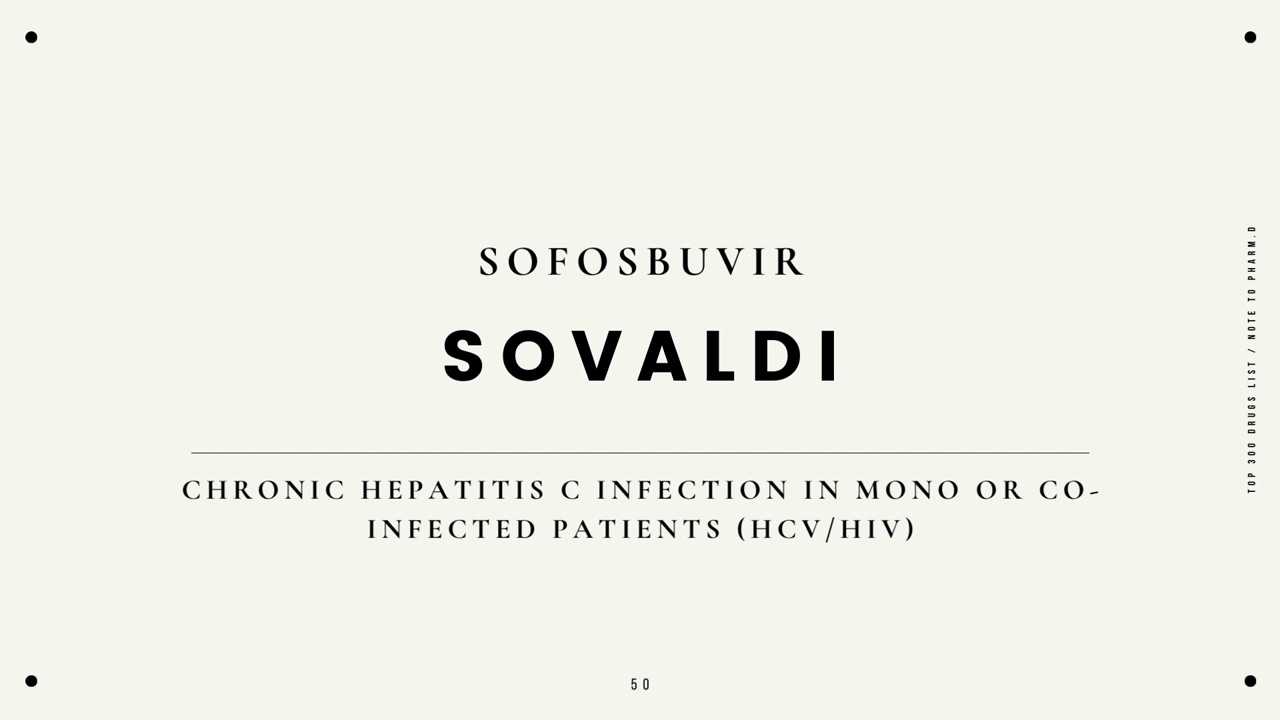 SOFOSBUVIR
SOVALDI
CHRONIC HEPATITIS C INFECTION IN MONO OR CO-
INFECTED PATIENTS (HCV/HIV)
50
TOP 300 DRUGS LIST / NOTE TO PHARM.D